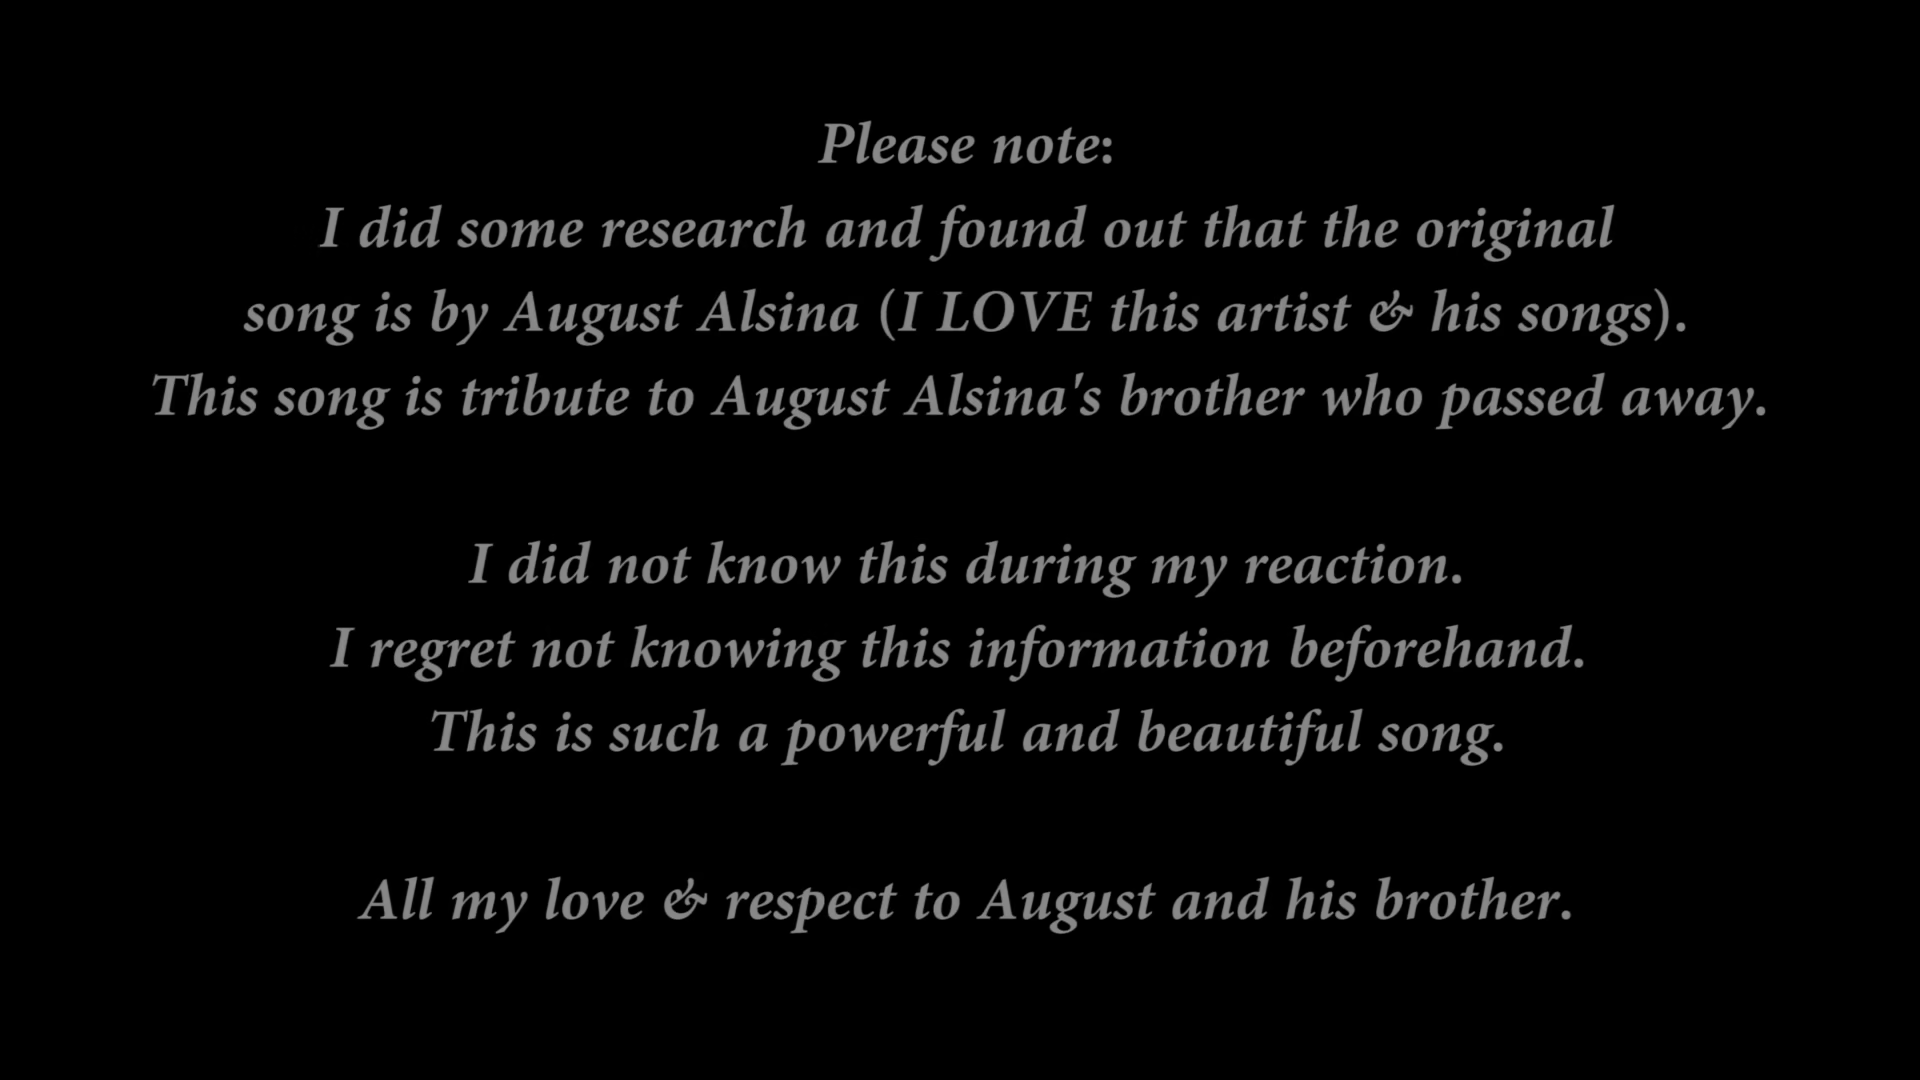 Please note:
I did some research and found out that the original
song is by August Alsina (I LOVE this artist & his songs).
This song is tribute to August Alsina's brother who passed away.
I did not know this during my reaction.
I regret not knowing this information beforehand.
This is such a powerful and beautiful song.
All my love & respect to August and his brother.